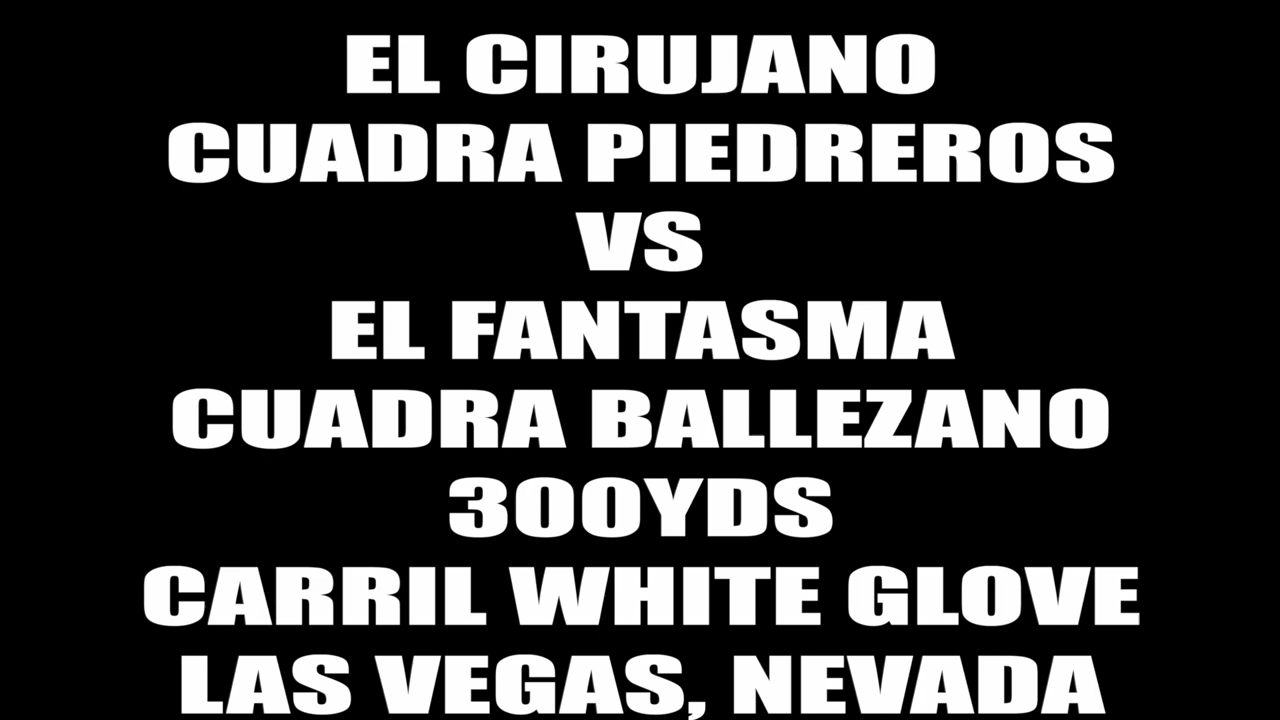 EL CIRUJANO
CUADRA PIEDREROS
VS
EL FANTASMA
CUADRA BALLEZANO
300YDS
CARRIL WHITE GLOVE
LAS VEGAS, NEVADA